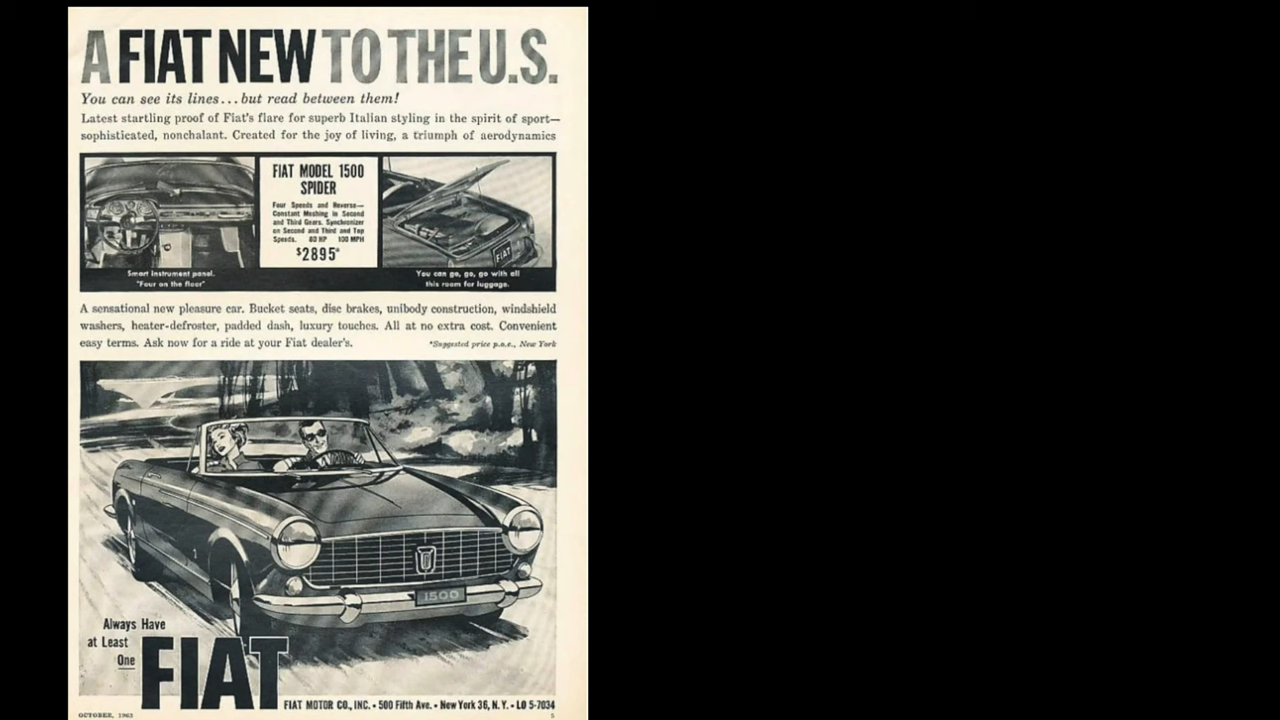 A FIAT NEW TO THE U.S.
You can see its lines...but read between them!
Latest startling proof of Fiat's flare for superb Italian styling in the spirit of sport—
sophisticated, nonchalant. Created for the joy of living, a triumph of aerodynamics
FIAT MODEL 1500
SPIDER
Four Speeds and Reverse—
Constant Meshing in Second
and Third Gears. Synchronizer
on Second and Third and Top
Speeds. 80 HP 100 MPH
$2895*
FIAT
Smart instrument panel.
"Four on the floor"
You can go, go, go with all
this room for luggage.
A sensational new pleasure car. Bucket seats, disc brakes, unibody construction, windshield
washers, heater-defroster, padded dash, luxury touches. All at no extra cost. Convenient
easy terms. Ask now for a ride at your Fiat dealer's.
*Suggested price p.o.e., New York
1500
Always Have
at Least
One
FIAT
FIAT MOTOR CO., INC. • 500 Fifth Ave. • New York 36, N. Y. • LO 5-7034
OCTOBER, 1963
5